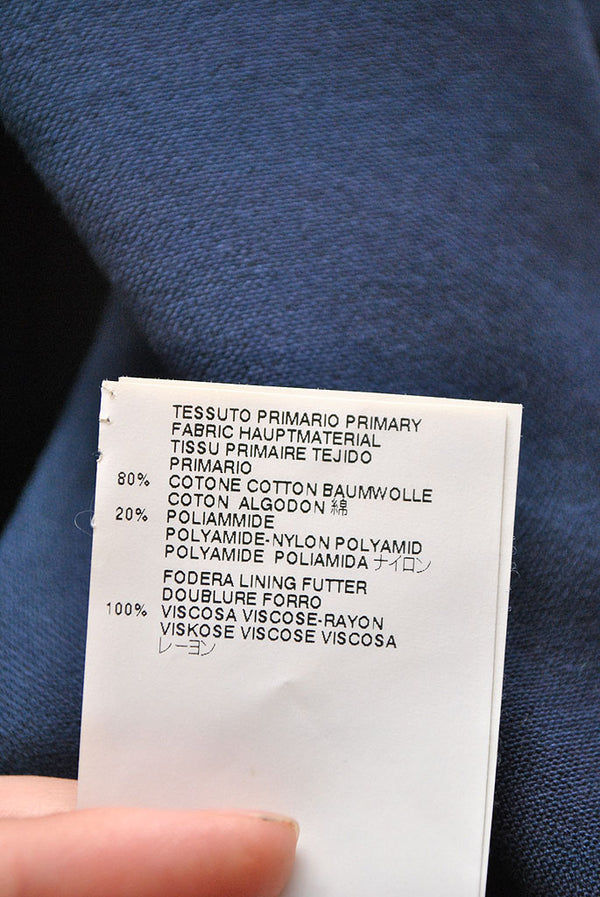 TESSUTO PRIMARIO PRIMARY
FABRIC HAUPTMATERIAL
TISSU PRIMAIRE TEJIDO
PRIMARIO
80% COTONE COTTON BAUMWOLLE
COTON ALGODON 綿
20% POLIAMMIDE
POLYAMIDE-NYLON POLYAMID
POLYAMIDE POLIAMIDA ナイロン
FODERA LINING FUTTER
DOUBLURE FORRO
100% VISCOSA VISCOSE-RAYON
VISKOSE VISCOSE VISCOSA
レーヨン